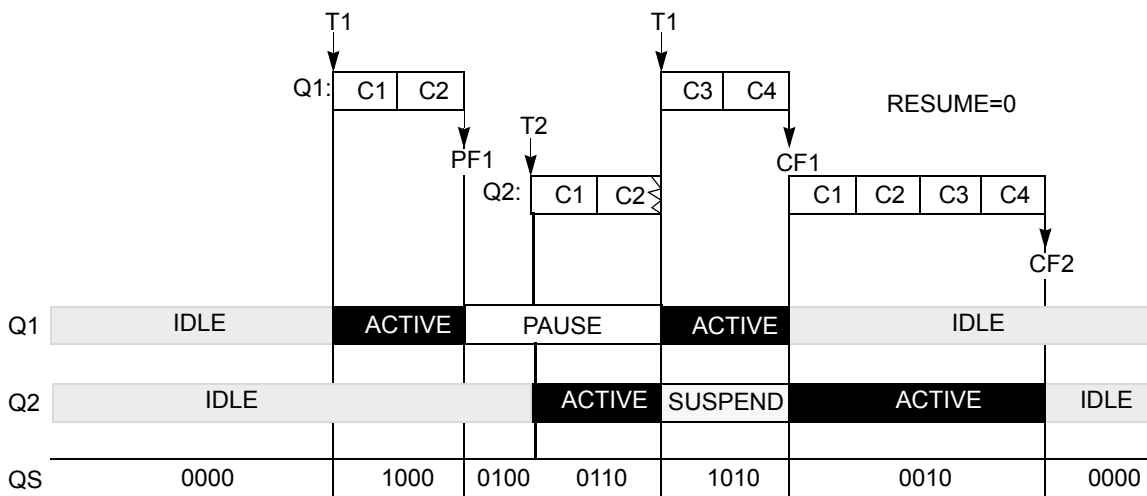 T1 T1
Q1: C1 C2 C3 C4 RESUME=0
T2
PF1 CF1
Q2: C1 C2 C1 C2 C3 C4
CF2
Q1 IDLE ACTIVE PAUSE ACTIVE IDLE
Q2 IDLE ACTIVE SUSPEND ACTIVE IDLE
QS 0000 1000 0100 0110 1010 0010 0000